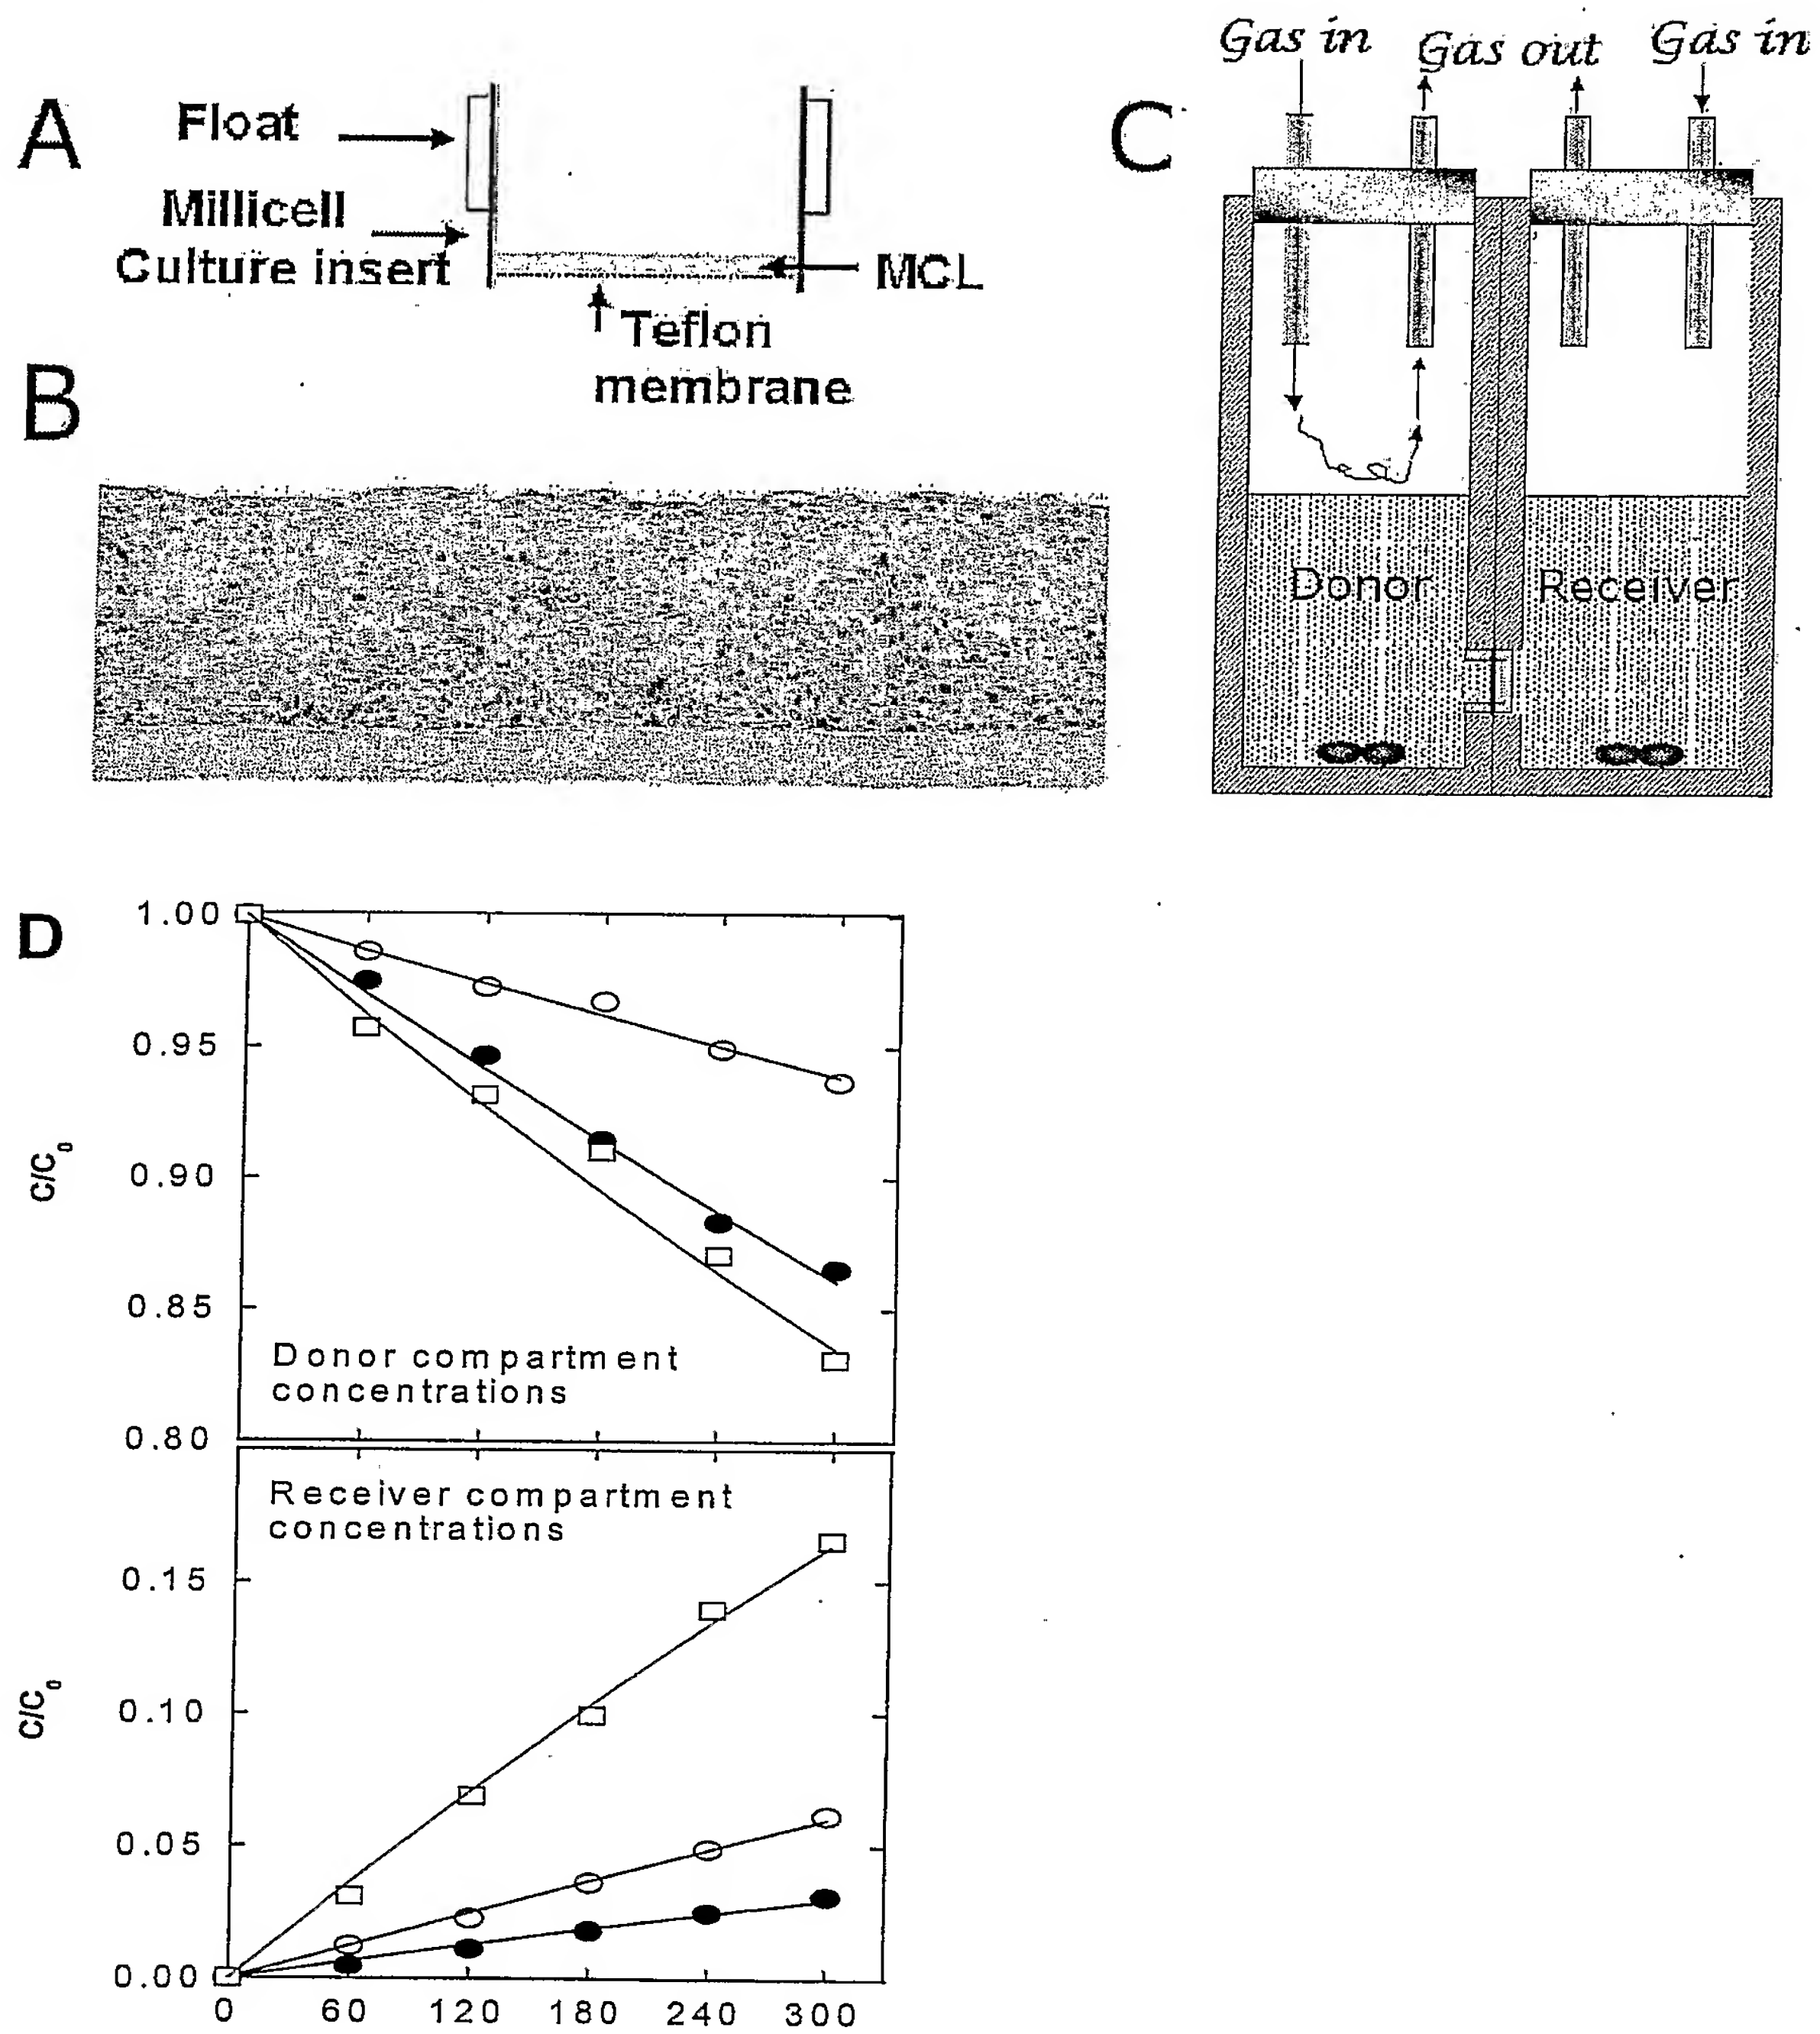 A
Float
Millicell
Culture insert
MCL
Teflon
membrane
B
C
Gas in
Gas out
Gas in
Donor
Receiver
D
1.00
0.95
0.90
0.85
0.80
C/C₀
Donor compartment
concentrations
Receiver compartment
concentrations
0.15
0.10
0.05
0.00
C/C₀
0 60 120 180 240 300